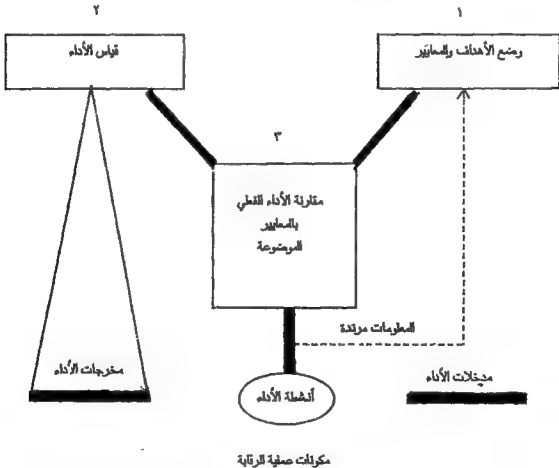 ١
٢
وضع الأهداف والمعايير
قياس الأداء
٣
مقارنة الأداء الفعلي
بالمعايير
الموضوعة
المعلومات مرتدة
مدخلات الأداء
أنشطة الأداء
مخرجات الأداء
مكونات عملية الرقابة